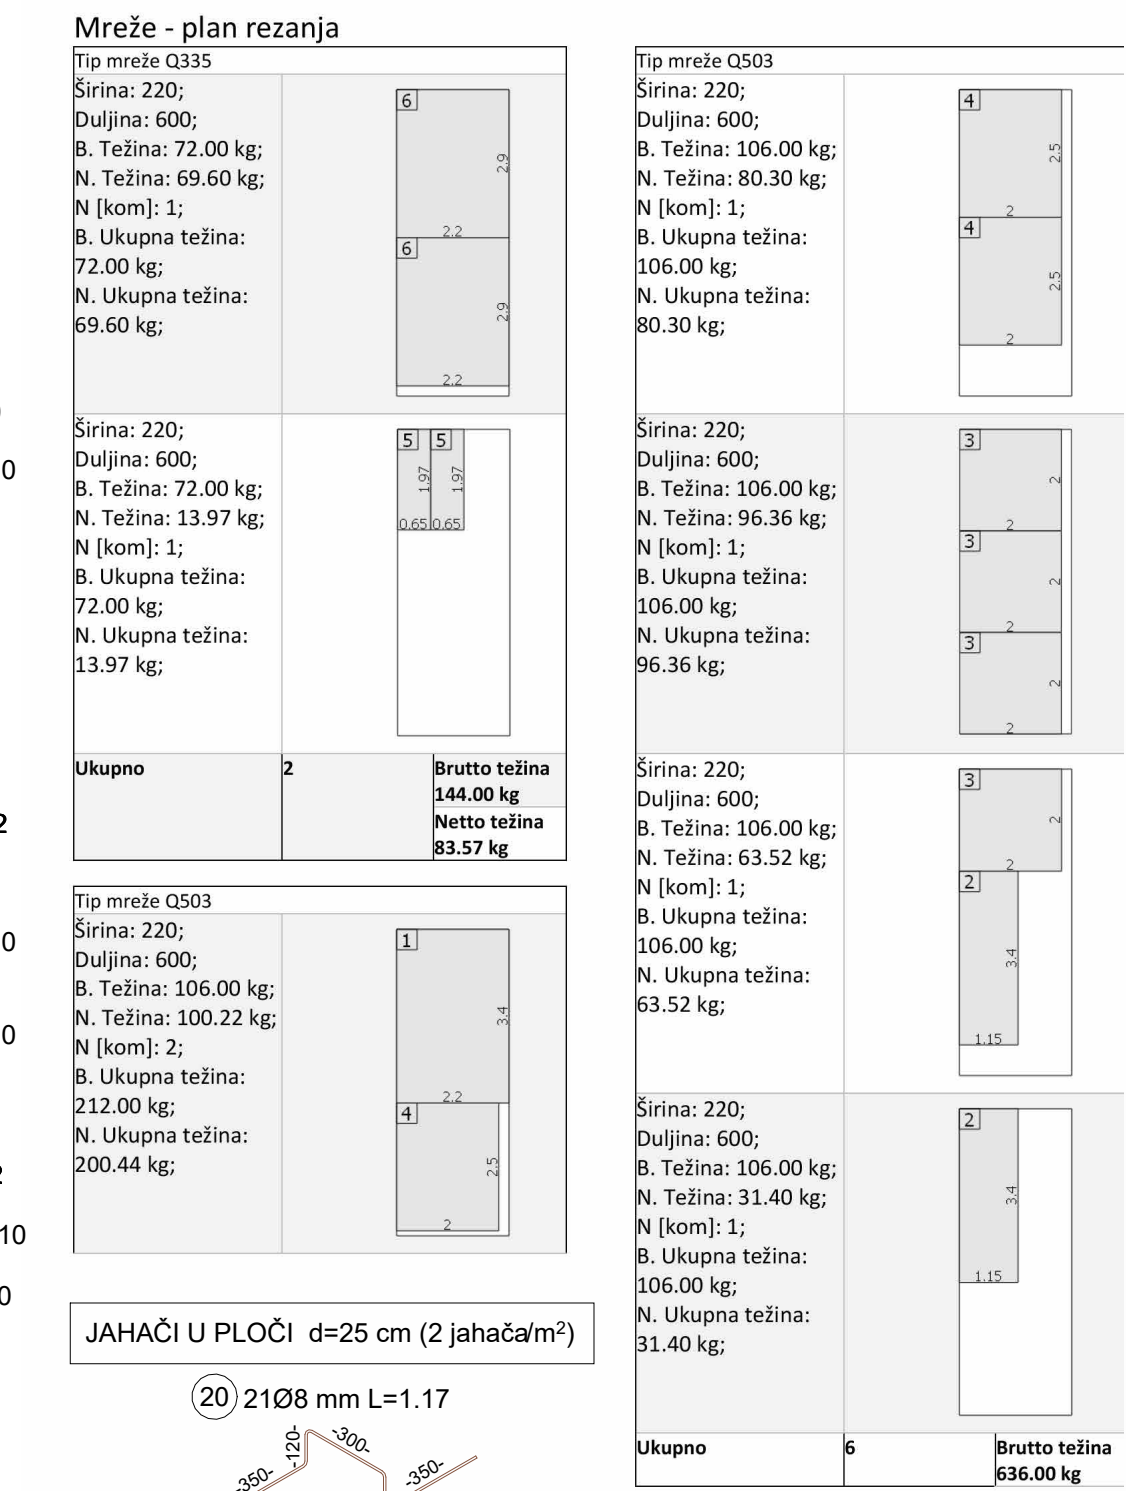 Mreže - plan rezanja
Tip mreže Q335
Širina: 220;
Duljina: 600;
B. Težina: 72.00 kg;
N. Težina: 69.60 kg;
N [kom]: 1;
B. Ukupna težina:
72.00 kg;
N. Ukupna težina:
69.60 kg;
6
2.9
2.2
6
2.9
2.2
Širina: 220;
Duljina: 600;
B. Težina: 72.00 kg;
N. Težina: 13.97 kg;
N [kom]: 1;
B. Ukupna težina:
72.00 kg;
N. Ukupna težina:
13.97 kg;
5 5
1.97 1.97
0.65 0.65
Ukupno 2 Brutto težina
144.00 kg
Netto težina
83.57 kg
Tip mreže Q503
Širina: 220;
Duljina: 600;
B. Težina: 106.00 kg;
N. Težina: 100.22 kg;
N [kom]: 2;
B. Ukupna težina:
212.00 kg;
N. Ukupna težina:
200.44 kg;
1
3.4
2.2
4
2.5
2
JAHAČI U PLOČI d=25 cm (2 jahača/m²)
20 21Ø8 mm L=1.17
-120-
-300-
-350-
-350-
Tip mreže Q503
Širina: 220;
Duljina: 600;
B. Težina: 106.00 kg;
N. Težina: 80.30 kg;
N [kom]: 1;
B. Ukupna težina:
106.00 kg;
N. Ukupna težina:
80.30 kg;
4
2.5
2
4
2.5
2
Širina: 220;
Duljina: 600;
B. Težina: 106.00 kg;
N. Težina: 96.36 kg;
N [kom]: 1;
B. Ukupna težina:
106.00 kg;
N. Ukupna težina:
96.36 kg;
3
2
2
3
2
2
3
2
2
Širina: 220;
Duljina: 600;
B. Težina: 106.00 kg;
N. Težina: 63.52 kg;
N [kom]: 1;
B. Ukupna težina:
106.00 kg;
N. Ukupna težina:
63.52 kg;
3
2
2
2
3.4
1.15
Širina: 220;
Duljina: 600;
B. Težina: 106.00 kg;
N. Težina: 31.40 kg;
N [kom]: 1;
B. Ukupna težina:
106.00 kg;
N. Ukupna težina:
31.40 kg;
2
3.4
1.15
Ukupno 6 Brutto težina
636.00 kg